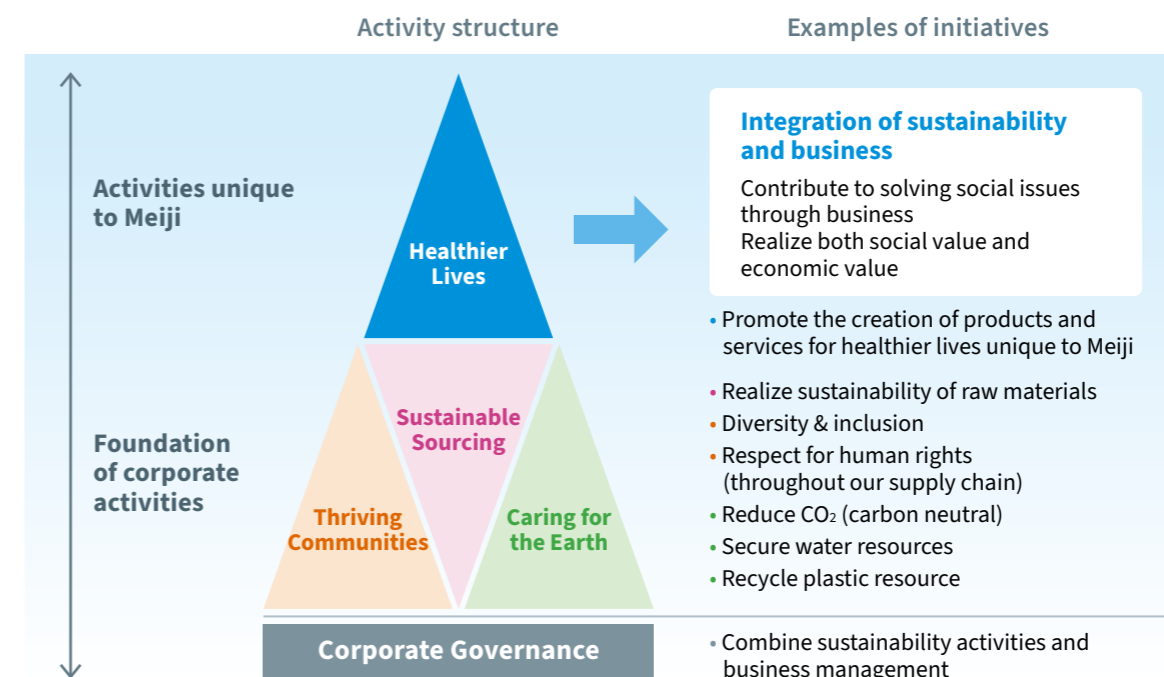 Activity structure
Examples of initiatives
Activities unique
to Meiji
Healthier
Lives
Integration of sustainability
and business
Contribute to solving social issues
through business
Realize both social value and
economic value
• Promote the creation of products and
services for healthier lives unique to Meiji
Foundation
of corporate
activities
Sustainable
Sourcing
Thriving
Communities
Caring for
the Earth
• Realize sustainability of raw materials
• Diversity & inclusion
• Respect for human rights
(throughout our supply chain)
• Reduce CO₂ (carbon neutral)
• Secure water resources
• Recycle plastic resource
Corporate Governance
• Combine sustainability activities and
business management